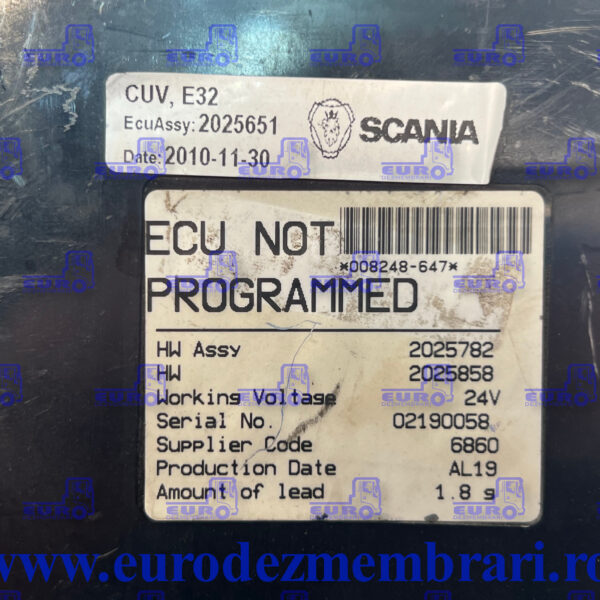 CUV, E32
EcuAssy: 2025651
Date: 2010-11-30
SCANIA
ECU NOT
*008248-647*
PROGRAMMED
HW Assy 2025782
HW 2025858
Working Voltage 24V
Serial No. 02190058
Supplier Code 6860
Production Date AL19
Amount of lead 1.8 g
www.eurodezmembrari.ro